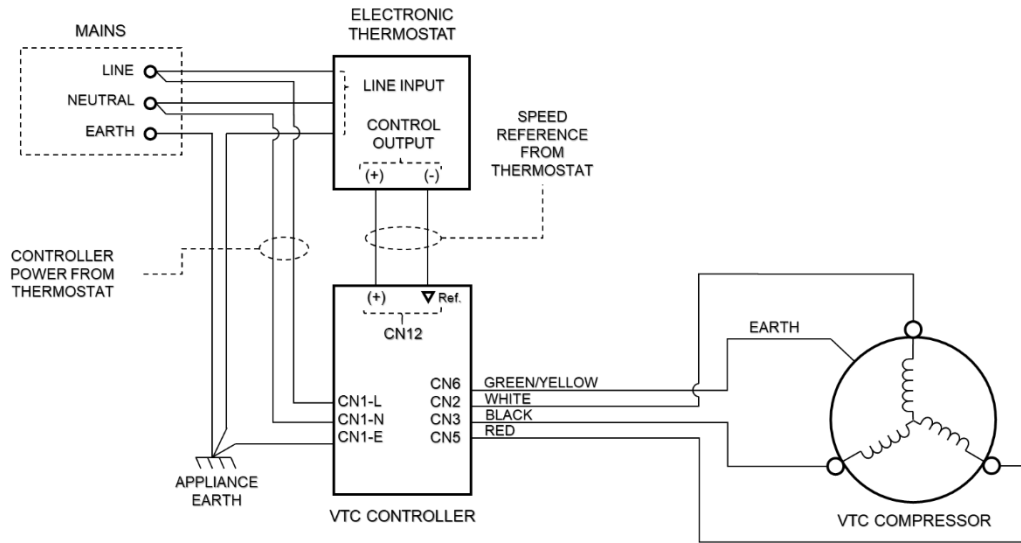 MAINS
LINE
NEUTRAL
EARTH
ELECTRONIC
THERMOSTAT
LINE INPUT
CONTROL
OUTPUT
(+)
(-)
SPEED
REFERENCE
FROM
THERMOSTAT
CONTROLLER
POWER FROM
THERMOSTAT
(+)
Ref.
CN12
CN1-L
CN1-N
CN1-E
CN6
CN2
CN3
CN5
GREEN/YELLOW
WHITE
BLACK
RED
EARTH
APPLIANCE
EARTH
VTC CONTROLLER
VTC COMPRESSOR